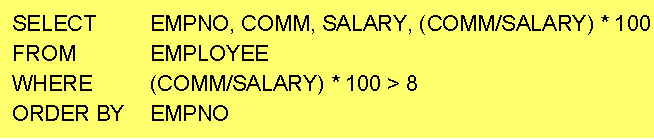 SELECT EMPNO, COMM, SALARY, (COMM/SALARY) * 100
FROM EMPLOYEE
WHERE (COMM/SALARY) * 100 > 8
ORDER BY EMPNO